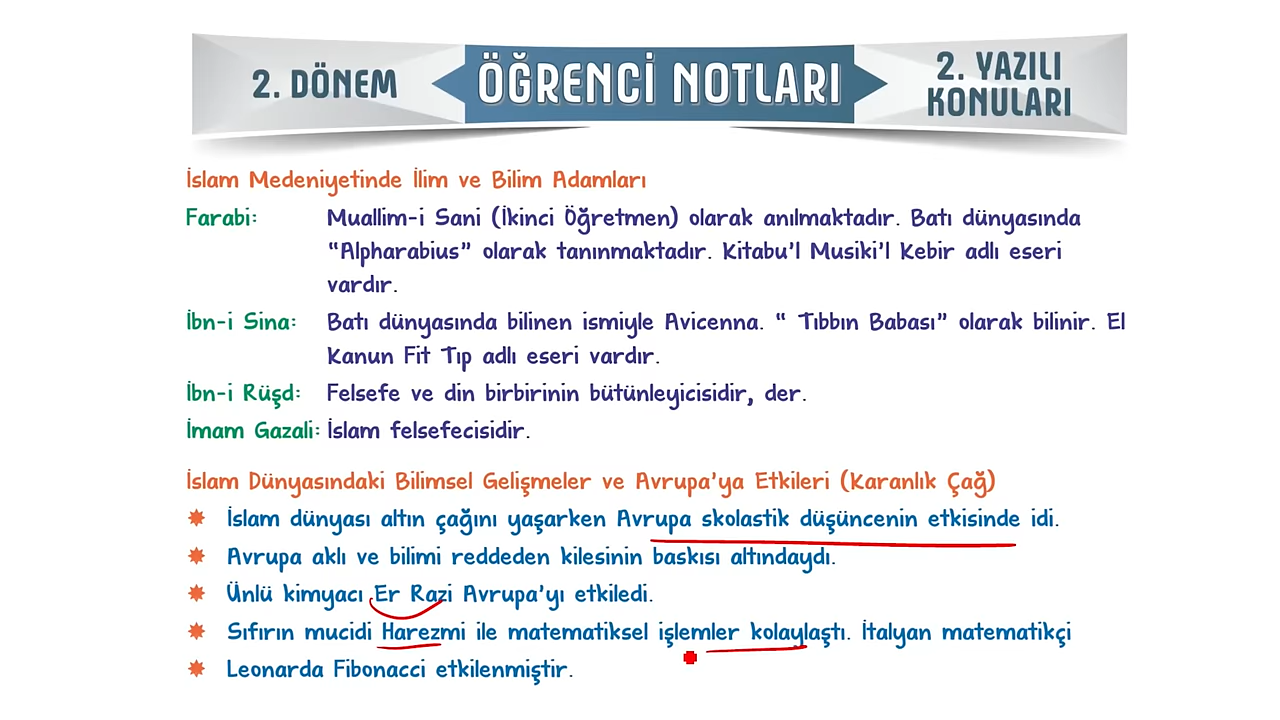 2. DÖNEM
ÖĞRENCİ NOTLARI
2. YAZILI
KONULARI
İslam Medeniyetinde İlim ve Bilim Adamları
Farabi: Muallim-i Sani (İkinci Öğretmen) olarak anılmaktadır. Batı dünyasında
“Alpharabius” olarak tanınmaktadır. Kitabu'l Musiki'l Kebir adlı eseri
vardır.
İbn-i Sina: Batı dünyasında bilinen ismiyle Avicenna. “ Tıbbın Babası” olarak bilinir. El
Kanun Fit Tıp adlı eseri vardır.
İbn-i Rüşd: Felsefe ve din birbirinin bütünleyicisidir, der.
İmam Gazali: İslam felsefecisidir.
İslam Dünyasındaki Bilimsel Gelişmeler ve Avrupa'ya Etkileri (Karanlık Çağ)
İslam dünyası altın çağını yaşarken Avrupa skolastik düşüncenin etkisinde idi.
Avrupa aklı ve bilimi reddeden kilesinin baskısı altındaydı.
Ünlü kimyacı Er Razi Avrupa'yı etkiledi.
Sıfırın mucidi Harezmi ile matematiksel işlemler kolaylaştı. İtalyan matematikçi
Leonarda Fibonacci etkilenmiştir.